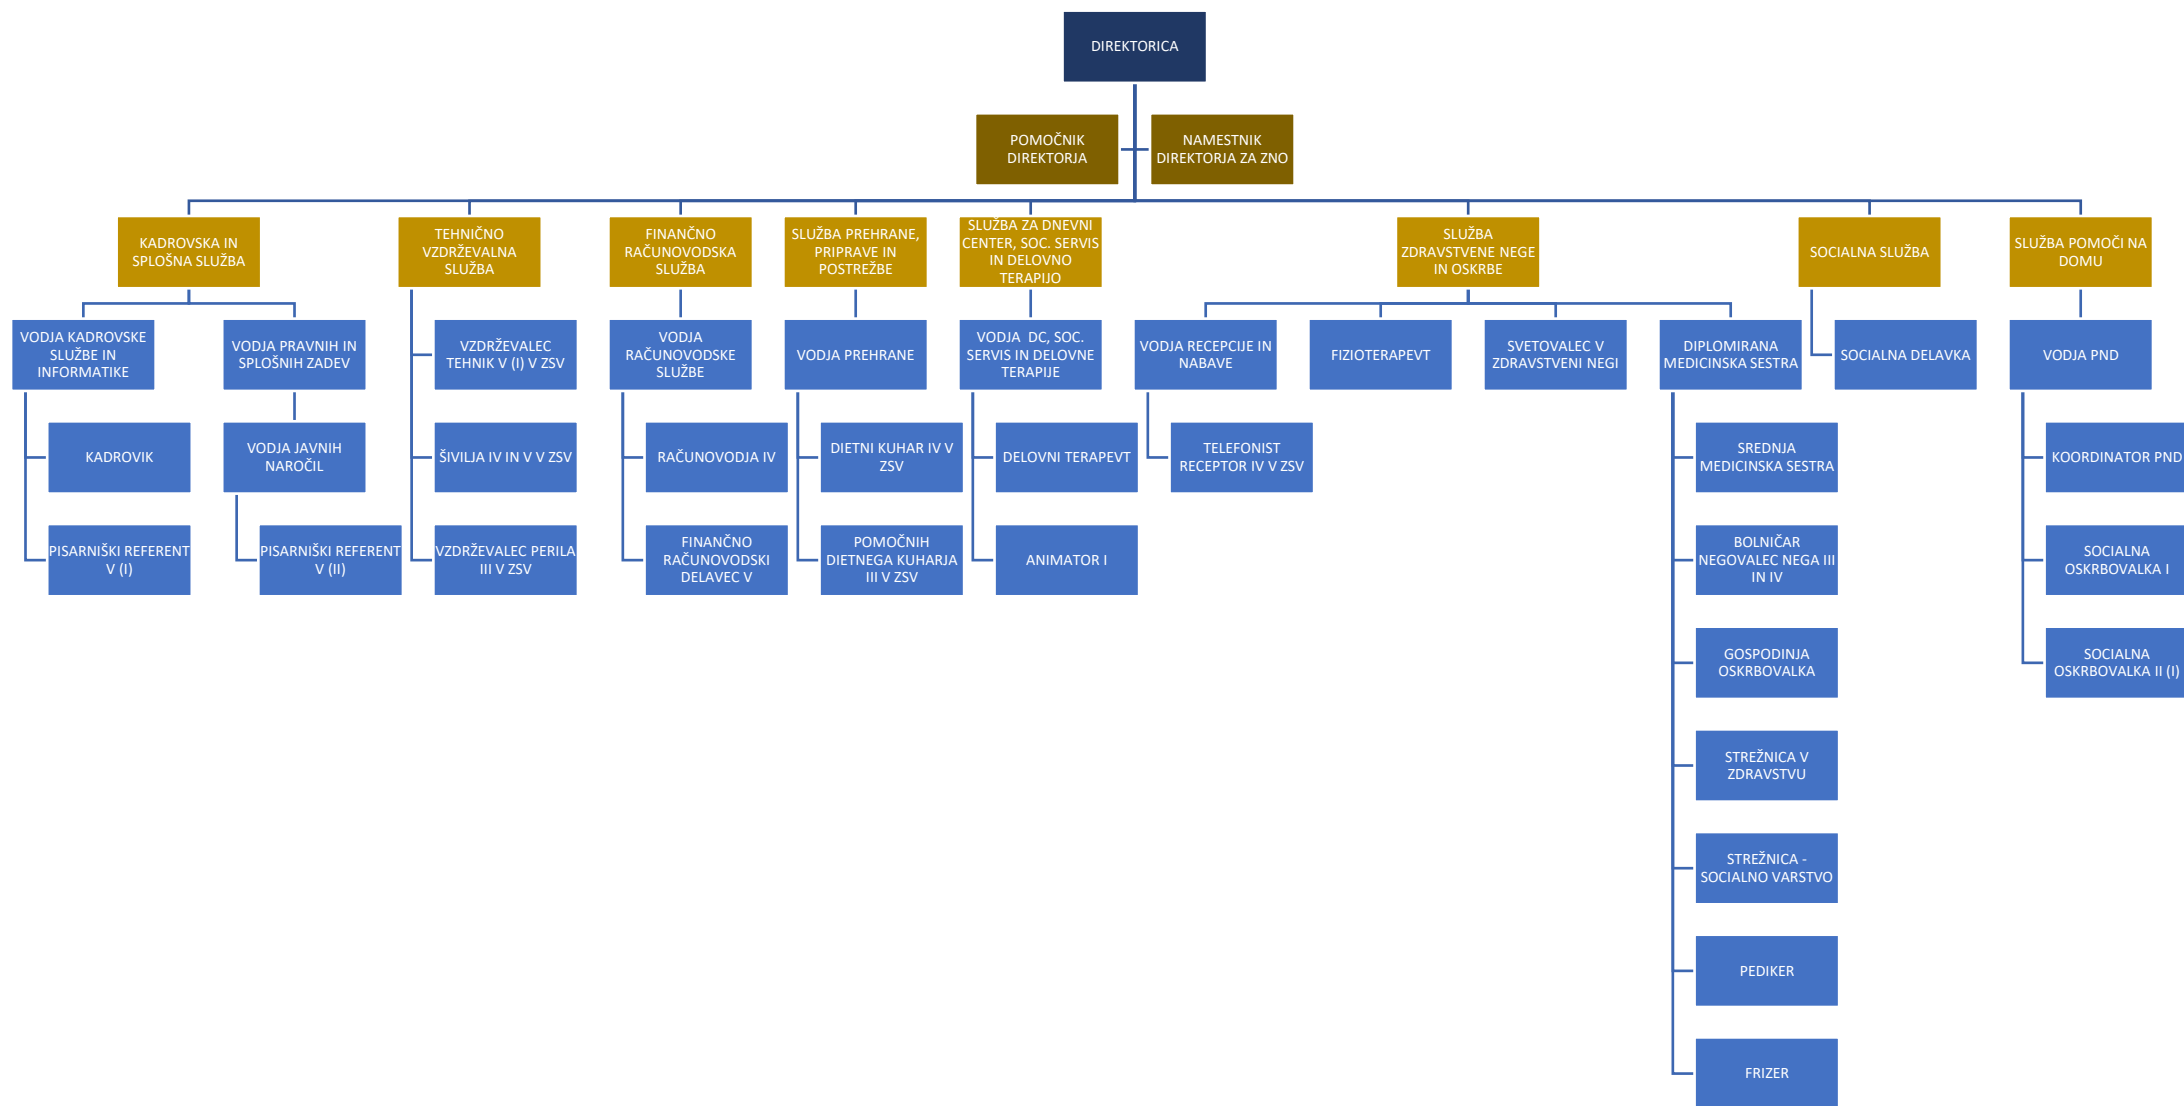 DIREKTORICA
POMOČNIK
DIREKTORJA
NAMESTNIK
DIREKTORJA ZA ZNO
KADROVSKA IN
SPLOŠNA SLUŽBA
TEHNIČNO
VZDRŽEVALNA
SLUŽBA
FINANČNO
RAČUNOVODSKA
SLUŽBA
SLUŽBA PREHRANE,
PRIPRAVE IN
POSTREŽBE
SLUŽBA ZA DNEVNI
CENTER, SOC. SERVIS
IN DELOVNO
TERAPIJO
SLUŽBA
ZDRAVSTVENE NEGE
IN OSKRBE
SOCIALNA SLUŽBA
SLUŽBA POMOČI NA
DOMU
VODJA KADROVSKE
SLUŽBE IN
INFORMATIKE
VODJA PRAVNIH IN
SPLOŠNIH ZADEV
VZDRŽEVALEC
TEHNIK V (I) V ZSV
VODJA
RAČUNOVODSKE
SLUŽBE
VODJA PREHRANE
VODJA  DC, SOC.
SERVIS IN DELOVNE
TERAPIJE
VODJA RECEPCIJE IN
NABAVE
FIZIOTERAPEVT
SVETOVALEC V
ZDRAVSTVENI NEGI
DIPLOMIRANA
MEDICINSKA SESTRA
SOCIALNA DELAVKA
VODJA PND
KADROVIK
VODJA JAVNIH
NAROČIL
ŠIVILJA IV IN V V ZSV
RAČUNOVODJA IV
DIETNI KUHAR IV V
ZSV
DELOVNI TERAPEVT
TELEFONIST
RECEPTOR IV V ZSV
SREDNJA
MEDICINSKA SESTRA
KOORDINATOR PND
PISARNIŠKI REFERENT
V (I)
PISARNIŠKI REFERENT
V (II)
VZDRŽEVALEC PERILA
III V ZSV
FINANČNO
RAČUNOVODSKI
DELAVEC V
POMOČNIH
DIETNEGA KUHARJA
III V ZSV
ANIMATOR I
BOLNIČAR
NEGOVALEC NEGA III
IN IV
SOCIALNA
OSKRBOVALKA I
GOSPODINJA
OSKRBOVALKA
SOCIALNA
OSKRBOVALKA II (I)
STREŽNICA V
ZDRAVSTVU
STREŽNICA -
SOCIALNO VARSTVO
PEDIKER
FRIZER